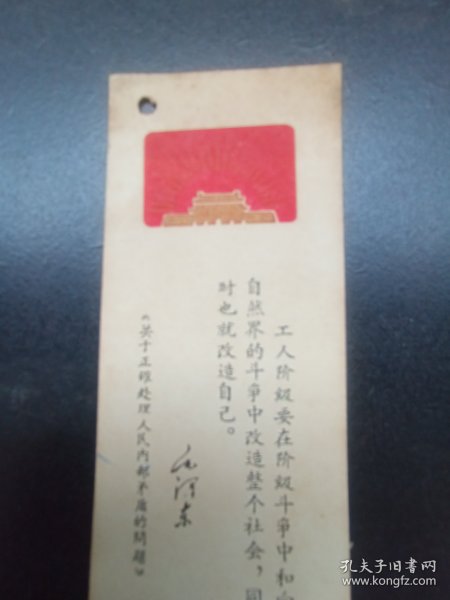 工人阶级要在阶级斗争中和向
自然界的斗争中改造整个社会，同
时也就改造自己。
毛泽东
《关于正确处理人民内部矛盾的问题》
孔夫子旧书网
www.kongfz.com